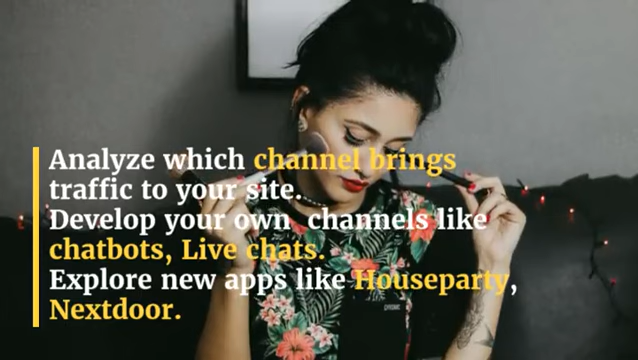 Analyze which channel brings
traffic to your site.
Develop your own channels like
chatbots, Live chats.
Explore new apps like Houseparty,
Nextdoor.